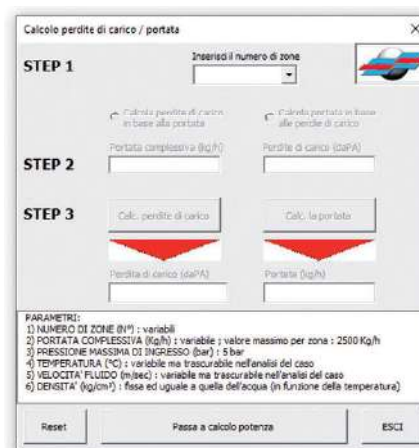 Calcolo perdite di carico / portata
STEP 1
Inserisci il numero di zone
Calcola perdite di carico in base alla portata
Calcola portata in base alle perdite di carico
STEP 2
Portata complessiva (kg/h)
Perdite di carico (daPA)
STEP 3
Calc. perdite di carico
Calc. la portata
Perdita di carico (daPA)
Portata (kg/h)
PARAMETRI:
1) NUMERO DI ZONE (N°) : variabili
2) PORTATA COMPLESSIVA (Kg/h) : variabile ; valore massimo per zona : 2500 Kg/h
3) PRESSIONE MASSIMA DI INGRESSO (bar) : 5 bar
4) TEMPERATURA (°C) : variabile ma trascurabile nell'analisi del caso
5) VELOCITA' FLUIDO (m/sec) : variabile ma trascurabile nell'analisi del caso
6) DENSITA' (kg/cm³) : fissa ed uguale a quella dell'acqua (in funzione della temperatura)
Reset
Passa a calcolo potenza
ESCI